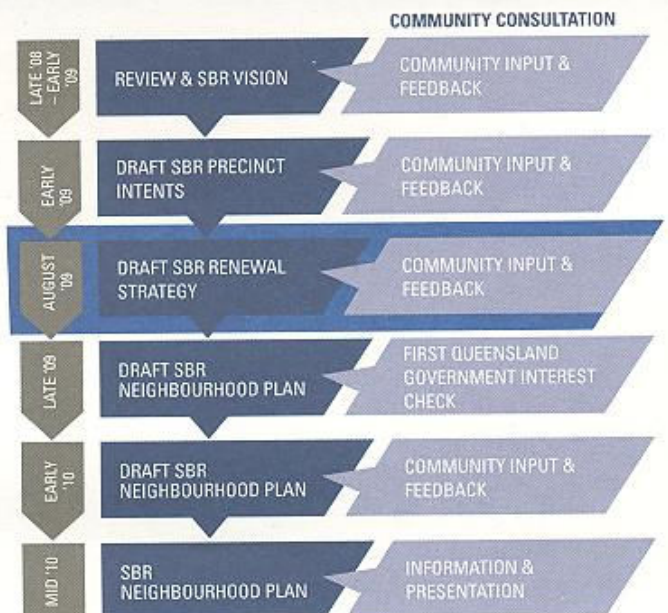 COMMUNITY CONSULTATION
LATE '08
– EARLY
'09
REVIEW & SBR VISION
COMMUNITY INPUT &
FEEDBACK
EARLY
'09
DRAFT SBR PRECINCT
INTENTS
COMMUNITY INPUT &
FEEDBACK
AUGUST
'09
DRAFT SBR RENEWAL
STRATEGY
COMMUNITY INPUT &
FEEDBACK
LATE '09
DRAFT SBR
NEIGHBOURHOOD PLAN
FIRST QUEENSLAND
GOVERNMENT INTEREST
CHECK
EARLY
'10
DRAFT SBR
NEIGHBOURHOOD PLAN
COMMUNITY INPUT &
FEEDBACK
MID '10
SBR
NEIGHBOURHOOD PLAN
INFORMATION &
PRESENTATION